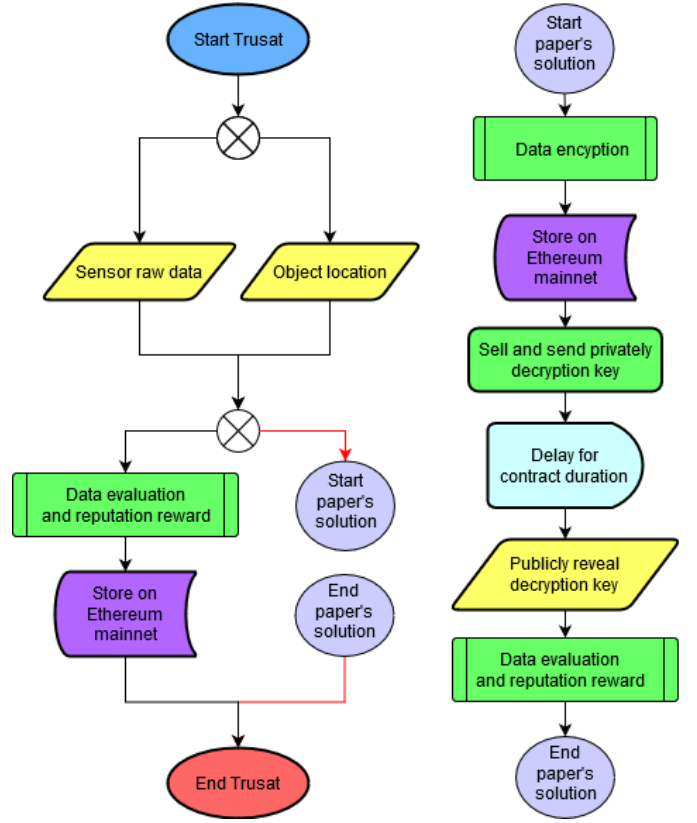 Start Trusat
Sensor raw data
Object location
Data evaluation
and reputation reward
Start
paper's
solution
Store on
Ethereum
mainnet
End
paper's
solution
End Trusat
Start
paper's
solution
Data encyption
Store on
Ethereum
mainnet
Sell and send privately
decryption key
Delay for
contract duration
Publicly reveal
decryption key
Data evaluation
and reputation reward
End
paper's
solution